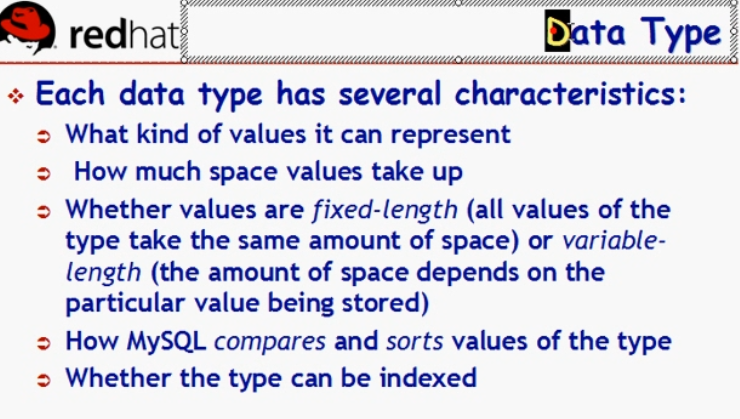 redhat
Data Type
Each data type has several characteristics:
What kind of values it can represent
How much space values take up
Whether values are fixed-length (all values of the
type take the same amount of space) or variable-
length (the amount of space depends on the
particular value being stored)
How MySQL compares and sorts values of the type
Whether the type can be indexed